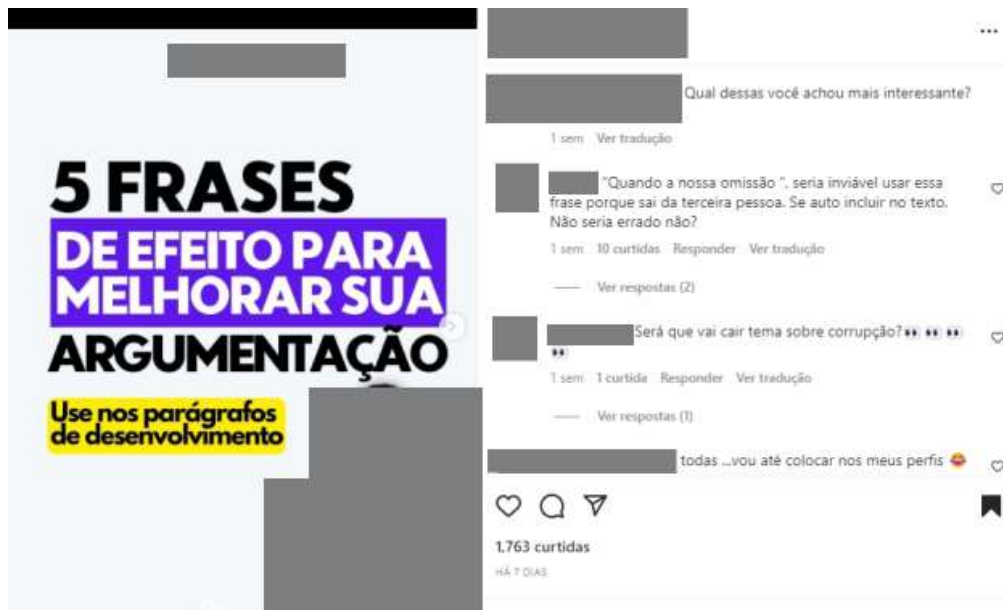 5 FRASES
DE EFEITO PARA
MELHORAR SUA
ARGUMENTAÇÃO
Use nos parágrafos
de desenvolvimento
Qual dessas você achou mais interessante?
1 sem Ver tradução
"Quando a nossa omissão ", seria inviável usar essa
frase porque sai da terceira pessoa. Se auto incluir no texto.
Não seria errado não?
1 sem 10 curtidas Responder Ver tradução
Ver respostas (2)
Será que vai cair tema sobre corrupção?👀 👀 👀
👀
1 sem 1 curtida Responder Ver tradução
Ver respostas (1)
todas ...vou até colocar nos meus perfis 😂
1.763 curtidas
HÁ 7 DIAS